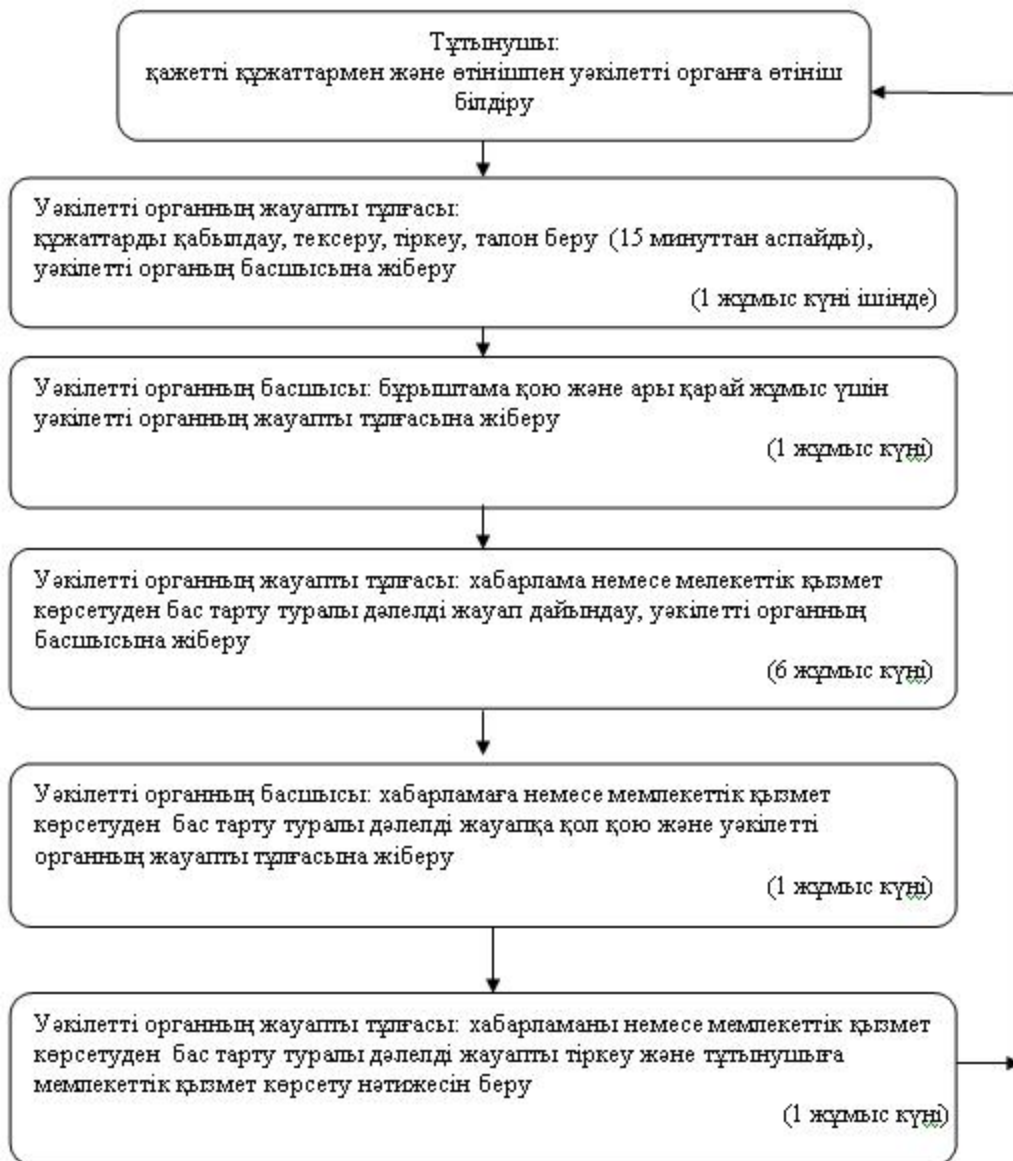 Тұтынушы:
қажетті құжаттармен және өтінішпен уәкілетті органға өтініш
білдіру
Уәкілетті органның жауапты тұлғасы:
құжаттарды қабылдау, тексеру, тіркеу, талон беру (15 минуттан аспайды),
уәкілетті органың басшысына жіберу
(1 жұмыс күні ішінде)
Уәкілетті органның басшысы: бұрыштама қою және ары қарай жұмыс үшін
уәкілетті органның жауапты тұлғасына жіберу
(1 жұмыс күні)
Уәкілетті органның жауапты тұлғасы: хабарлама немесе мелекеттік қызмет
көрсетуден бас тарту туралы дәлелді жауап дайындау, уәкілетті органның
басшысына жіберу
(6 жұмыс күні)
Уәкілетті органның басшысы: хабарламаға немесе мемлекеттік қызмет
көрсетуден бас тарту туралы дәлелді жауапқа қол қою және уәкілетті
органның жауапты тұлғасына жіберу
(1 жұмыс күні)
Уәкілетті органның жауапты тұлғасы: хабарламаны немесе мемлекеттік қызмет
көрсетуден бас тарту туралы дәлелді жауапты тіркеу және тұтынушыға
мемлекеттік қызмет көрсету нәтижесін беру
(1 жұмыс күні)